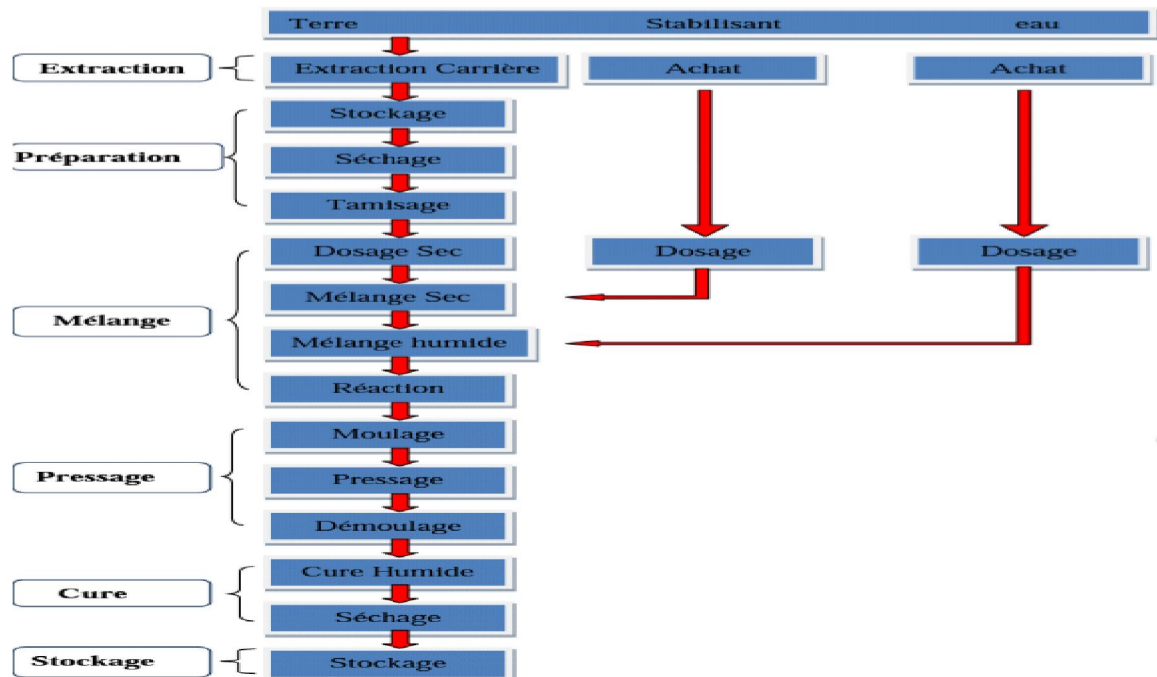 Terre Stabilisant eau
Extraction Extraction Carrière Achat Achat
Stockage
Préparation Séchage
Tamisage
Dosage Sec Dosage Dosage
Mélange Mélange Sec
Mélange humide
Réaction
Moulage
Pressage Pressage
Démoulage
Cure Humide
Cure
Séchage
Stockage Stockage